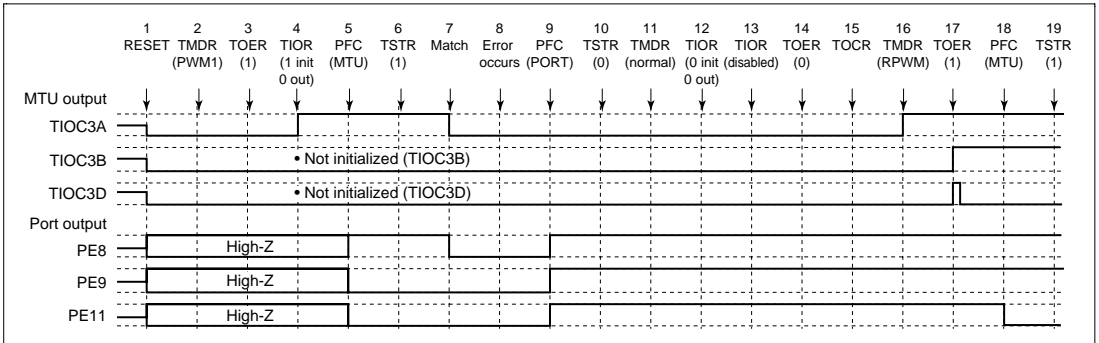 1 2 3 4 5 6 7 8 9 10 11 12 13 14 15 16 17 18 19
RESET TMDR TOER TIOR PFC TSTR Match Error PFC TSTR TMDR TIOR TIOR TOER TOCR TMDR TOER PFC TSTR
(PWM1) (1) (1 init (MTU) (1) occurs (PORT) (0) (normal) (0 init (disabled) (0) (RPWM) (1) (MTU) (1)
0 out) 0 out)
MTU output
TIOC3A
TIOC3B • Not initialized (TIOC3B)
TIOC3D • Not initialized (TIOC3D)
Port output
PE8 High-Z
PE9 High-Z
PE11 High-Z